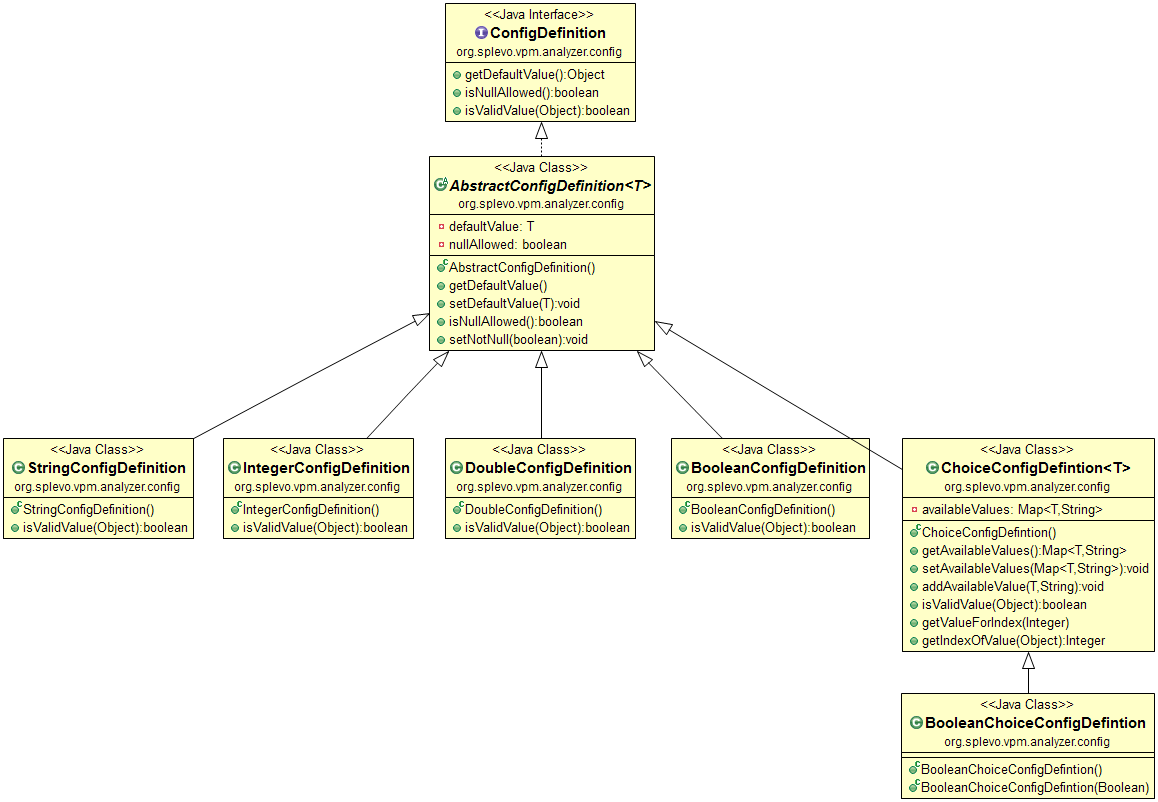 <<Java Interface>>
ConfigDefinition
org.splevo.vpm.analyzer.config
getDefaultValue():Object
isNullAllowed():boolean
isValidValue(Object):boolean
<<Java Class>>
AbstractConfigDefinition<T>
org.splevo.vpm.analyzer.config
defaultValue: T
nullAllowed: boolean
AbstractConfigDefinition()
getDefaultValue()
setDefaultValue(T):void
isNullAllowed():boolean
setNotNull(boolean):void
<<Java Class>>
StringConfigDefinition
org.splevo.vpm.analyzer.config
StringConfigDefinition()
isValidValue(Object):boolean
<<Java Class>>
IntegerConfigDefinition
org.splevo.vpm.analyzer.config
IntegerConfigDefinition()
isValidValue(Object):boolean
<<Java Class>>
DoubleConfigDefinition
org.splevo.vpm.analyzer.config
DoubleConfigDefinition()
isValidValue(Object):boolean
<<Java Class>>
BooleanConfigDefinition
org.splevo.vpm.analyzer.config
BooleanConfigDefinition()
isValidValue(Object):boolean
<<Java Class>>
ChoiceConfigDefintion<T>
org.splevo.vpm.analyzer.config
availableValues: Map<T,String>
ChoiceConfigDefintion()
getAvailableValues():Map<T,String>
setAvailableValues(Map<T,String>):void
addAvailableValue(T,String):void
isValidValue(Object):boolean
getValueForIndex(Integer)
getIndexOfValue(Object):Integer
<<Java Class>>
BooleanChoiceConfigDefintion
org.splevo.vpm.analyzer.config
BooleanChoiceConfigDefintion()
BooleanChoiceConfigDefintion(Boolean)